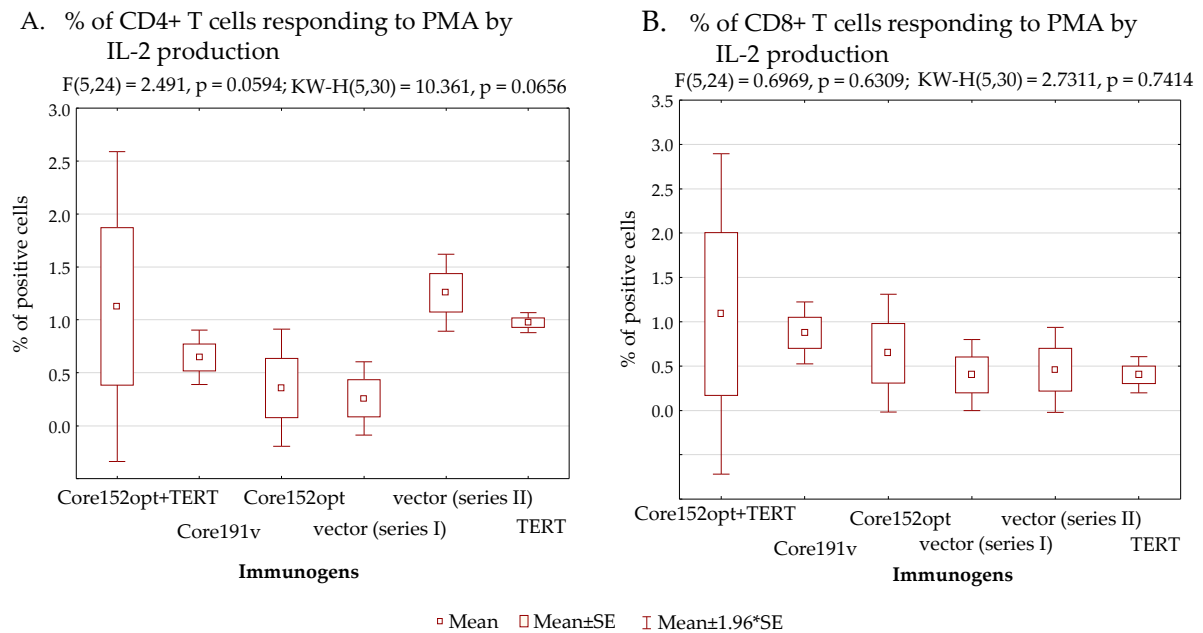 A. % of CD4+ T cells responding to PMA by
IL-2 production
F(5,24) = 2.491, p = 0.0594; KW-H(5,30) = 10.361, p = 0.0656
3.0
2.5
2.0
1.5
1.0
0.5
0.0
% of positive cells
Core152opt+TERT
Core191v
Core152opt
vector (series I)
vector (series II)
TERT
Immunogens
B. % of CD8+ T cells responding to PMA by
IL-2 production
F(5,24) = 0.6969, p = 0.6309; KW-H(5,30) = 2.7311, p = 0.7414
3.5
3.0
2.5
2.0
1.5
1.0
0.5
0.0
% of positive cells
Core152opt+TERT
Core191v
Core152opt
vector (series I)
vector (series II)
TERT
Immunogens
Mean Mean±SE Mean±1.96*SE